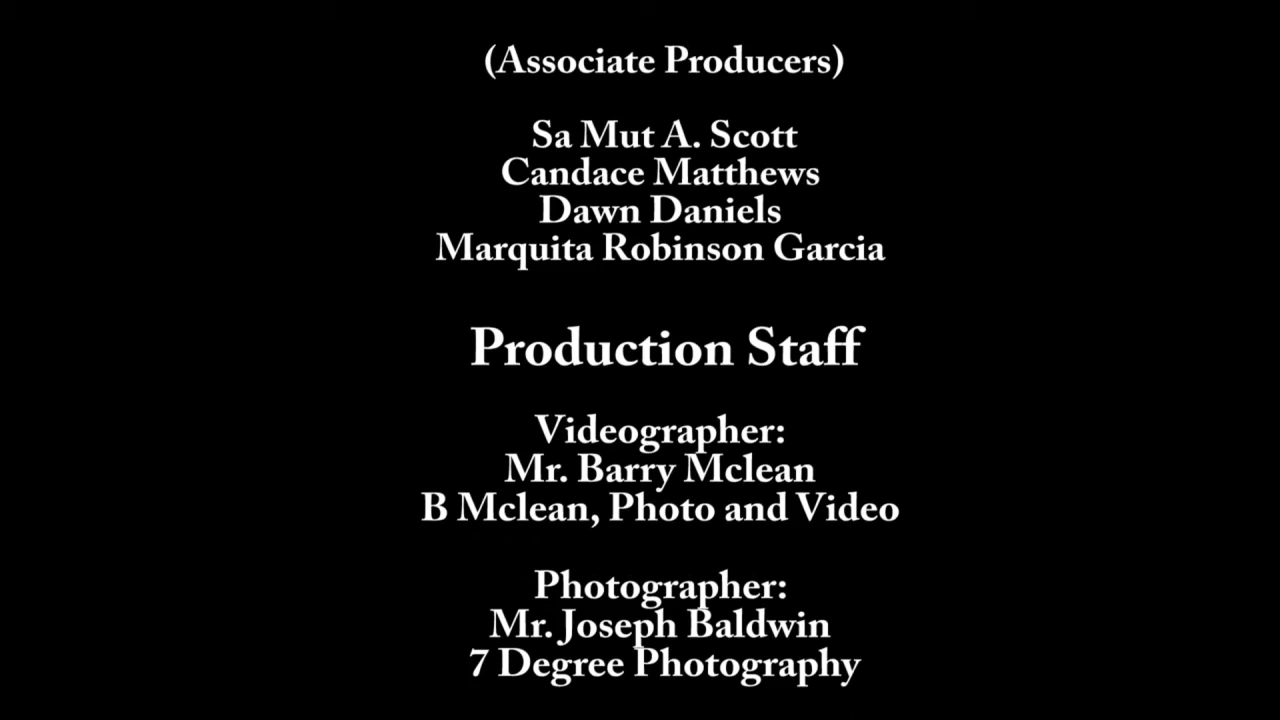 (Associate Producers)
Sa Mut A. Scott
Candace Matthews
Dawn Daniels
Marquita Robinson Garcia
Production Staff
Videographer:
Mr. Barry Mclean
B Mclean, Photo and Video
Photographer:
Mr. Joseph Baldwin
7 Degree Photography